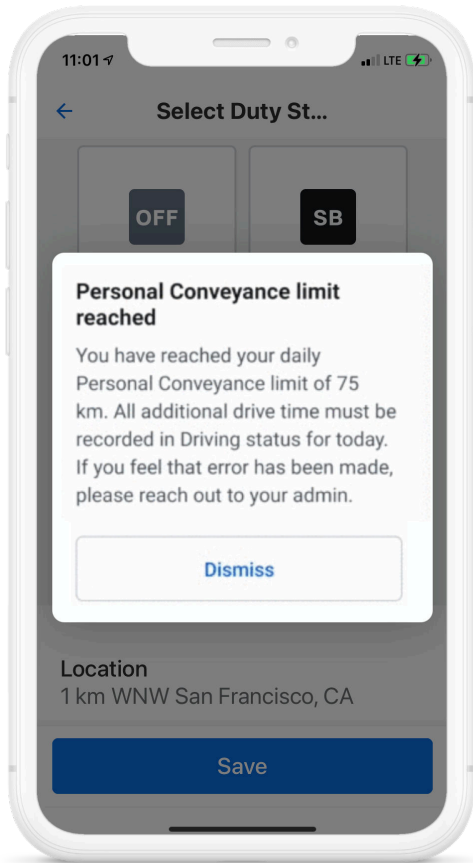 11:01
LTE
Select Duty St...
OFF
SB
Personal Conveyance limit
reached
You have reached your daily
Personal Conveyance limit of 75
km. All additional drive time must be
recorded in Driving status for today.
If you feel that error has been made,
please reach out to your admin.
Dismiss
Location
1 km WNW San Francisco, CA
Save